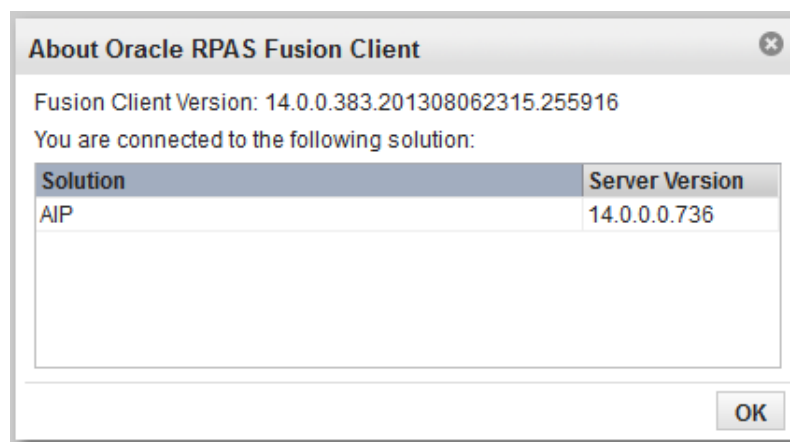 About Oracle RPAS Fusion Client
Fusion Client Version: 14.0.0.383.201308062315.255916
You are connected to the following solution:
Solution Server Version
AIP 14.0.0.0.736
OK